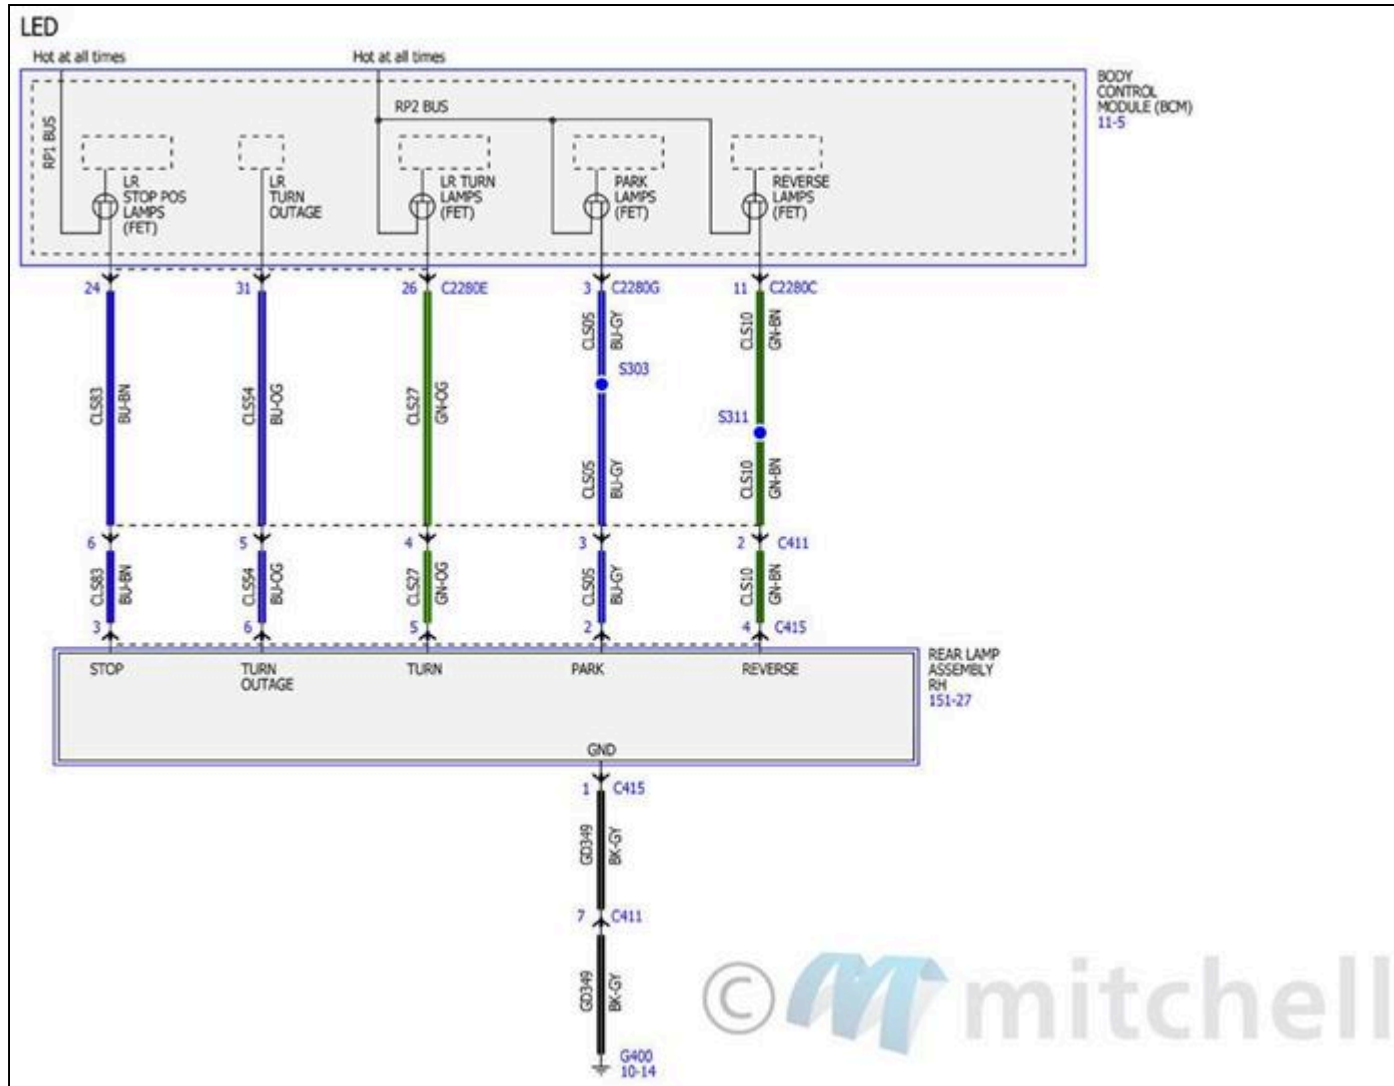 LED
Hot at all times
Hot at all times
BODY
CONTROL
MODULE (BCM)
11-5
RP1 BUS
RP2 BUS
LR
STOP POS
LAMPS
(FET)
LR
TURN
OUTAGE
LR TURN
LAMPS
(FET)
PARK
LAMPS
(FET)
REVERSE
LAMPS
(FET)
24
31
26 C2280E
3 C2280G
11 C2280C
CLS83
BU-BN
CLS54
BU-OG
CLS27
GN-OG
CLS05
BU-GY
CLS10
GN-BN
S303
S311
CLS05
BU-GY
CLS10
GN-BN
6
5
4
3
2 C411
CLS83
BU-BN
CLS54
BU-OG
CLS27
GN-OG
CLS05
BU-GY
CLS10
GN-BN
3
6
5
2
4 C415
STOP
TURN
OUTAGE
TURN
PARK
REVERSE
REAR LAMP
ASSEMBLY
RH
151-27
GND
1 C415
GD349
BK-GY
7 C411
GD349
BK-GY
G400
10-14
© mitchell